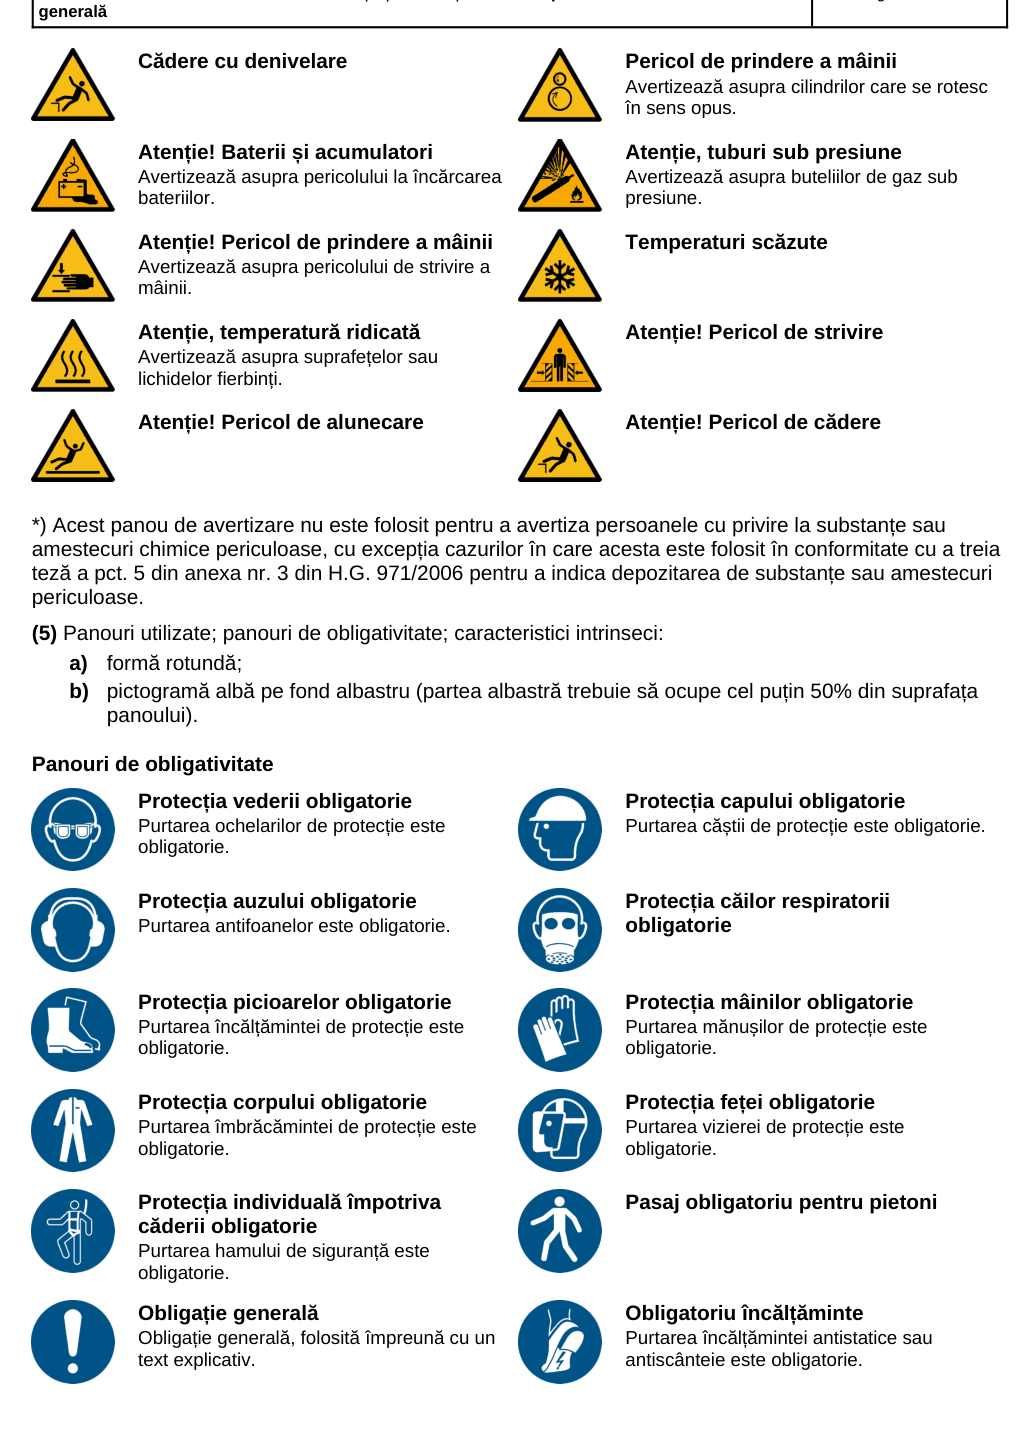 generală
Cădere cu denivelare
Pericol de prindere a mâinii
Avertizează asupra cilindrilor care se rotesc
în sens opus.
Atenție! Baterii și acumulatori
Avertizează asupra pericolului la încărcarea
bateriilor.
Atenție, tuburi sub presiune
Avertizează asupra buteliilor de gaz sub
presiune.
Atenție! Pericol de prindere a mâinii
Avertizează asupra pericolului de strivire a
mâinii.
Temperaturi scăzute
Atenție, temperatură ridicată
Avertizează asupra suprafețelor sau
lichidelor fierbinți.
Atenție! Pericol de strivire
Atenție! Pericol de alunecare
Atenție! Pericol de cădere
*) Acest panou de avertizare nu este folosit pentru a avertiza persoanele cu privire la substanțe sau
amestecuri chimice periculoase, cu excepția cazurilor în care acesta este folosit în conformitate cu a treia
teză a pct. 5 din anexa nr. 3 din H.G. 971/2006 pentru a indica depozitarea de substanțe sau amestecuri
periculoase.
(5) Panouri utilizate; panouri de obligativitate; caracteristici intrinseci:
a) formă rotundă;
b) pictogramă albă pe fond albastru (partea albastră trebuie să ocupe cel puțin 50% din suprafața
panoului).
Panouri de obligativitate
Protecția vederii obligatorie
Purtarea ochelarilor de protecție este
obligatorie.
Protecția capului obligatorie
Purtarea căștii de protecție este obligatorie.
Protecția auzului obligatorie
Purtarea antifoanelor este obligatorie.
Protecția căilor respiratorii
obligatorie
Protecția picioarelor obligatorie
Purtarea încălțămintei de protecție este
obligatorie.
Protecția mâinilor obligatorie
Purtarea mănușilor de protecție este
obligatorie.
Protecția corpului obligatorie
Purtarea îmbrăcămintei de protecție este
obligatorie.
Protecția feței obligatorie
Purtarea vizierei de protecție este
obligatorie.
Protecția individuală împotriva
căderii obligatorie
Purtarea hamului de siguranță este
obligatorie.
Pasaj obligatoriu pentru pietoni
Obligație generală
Obligație generală, folosită împreună cu un
text explicativ.
Obligatoriu încălțăminte
Purtarea încălțămintei antistatice sau
antiscânteie este obligatorie.